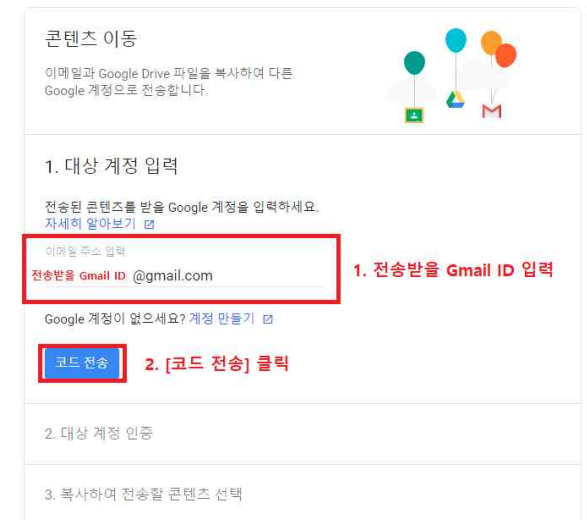 콘텐츠 이동
이메일과 Google Drive 파일을 복사하여 다른
Google 계정으로 전송합니다.
1. 대상 계정 입력
전송된 콘텐츠를 받을 Google 계정을 입력하세요.
자세히 알아보기
이메일 주소 입력
전송받을 Gmail ID @gmail.com
1. 전송받을 Gmail ID 입력
Google 계정이 없으세요? 계정 만들기
코드 전송
2. [코드 전송] 클릭
2. 대상 계정 인증
3. 복사하여 전송할 콘텐츠 선택